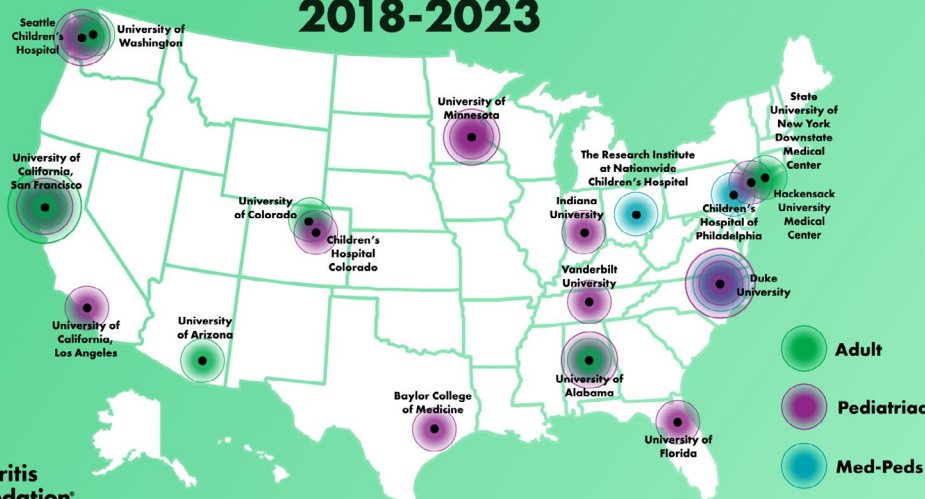 2018-2023
Seattle
Children's
Hospital
University of
Washington
University of
Minnesota
State
University of
New York
Downstate
Medical
Center
University of
California,
San Francisco
The Research Institute
at Nationwide
Children's Hospital
Hackensack
University
Medical
Center
University
of Colorado
Indiana
University
Children's
Hospital of
Philadelphia
Children's
Hospital
Colorado
Vanderbilt
University
Duke
University
University of
California,
Los Angeles
University
of Arizona
University of
Alabama
Baylor College
of Medicine
University of
Florida
Adult
Pediatric
Med-Peds
ritis
ndation®